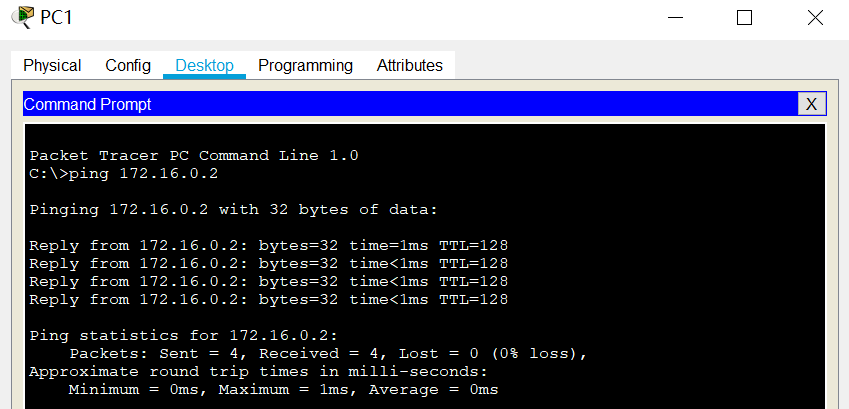 PC1
Physical Config Desktop Programming Attributes
Command Prompt X
Packet Tracer PC Command Line 1.0
C:\>ping 172.16.0.2
Pinging 172.16.0.2 with 32 bytes of data:
Reply from 172.16.0.2: bytes=32 time=1ms TTL=128
Reply from 172.16.0.2: bytes=32 time<1ms TTL=128
Reply from 172.16.0.2: bytes=32 time<1ms TTL=128
Reply from 172.16.0.2: bytes=32 time<1ms TTL=128
Ping statistics for 172.16.0.2:
    Packets: Sent = 4, Received = 4, Lost = 0 (0% loss),
Approximate round trip times in milli-seconds:
    Minimum = 0ms, Maximum = 1ms, Average = 0ms